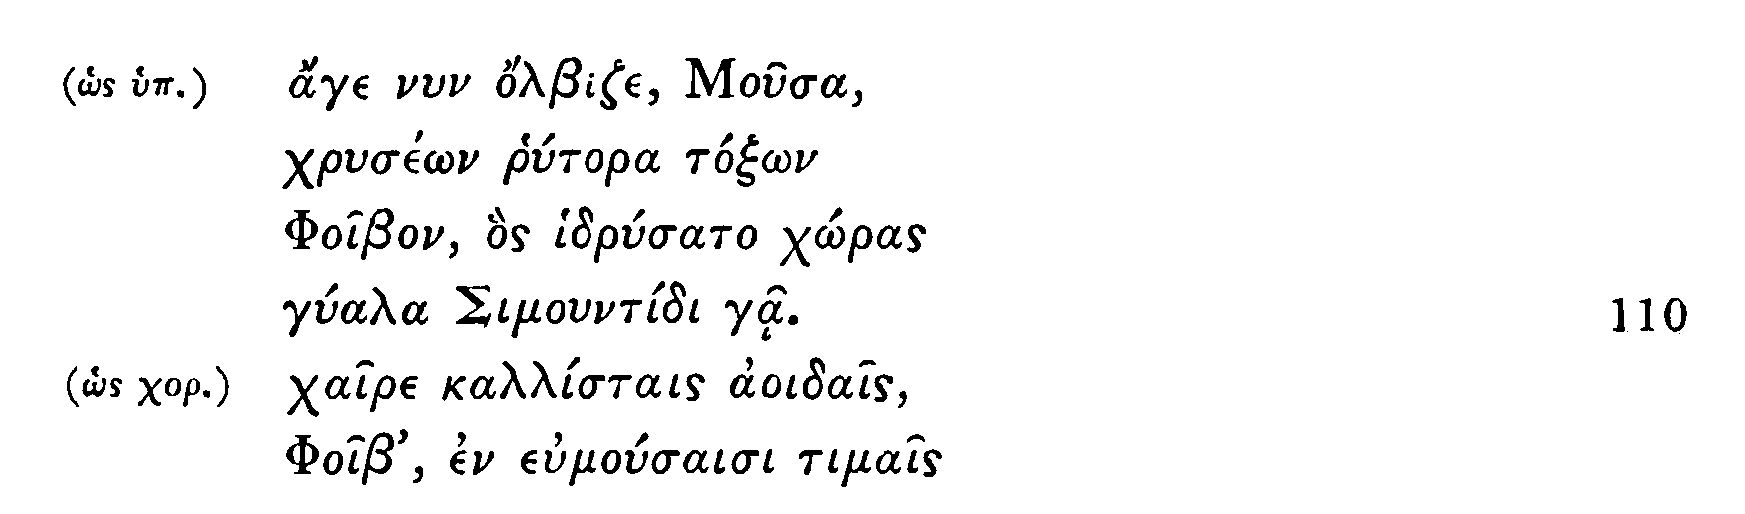 (ὡς ὑπ.) ἄγε νυν ὄλβιζε, Μοῦσα,
χρυσέων ῥύτορα τόξων
Φοῖβον, ὃς ἱδρύσατο χώρας
γύαλα Σιμουντίδι γᾷ. 110
(ὡς χορ.) χαῖρε καλλίσταις ἀοιδαῖς,
Φοῖβ’, ἐν εὐμούσαισι τιμαῖς